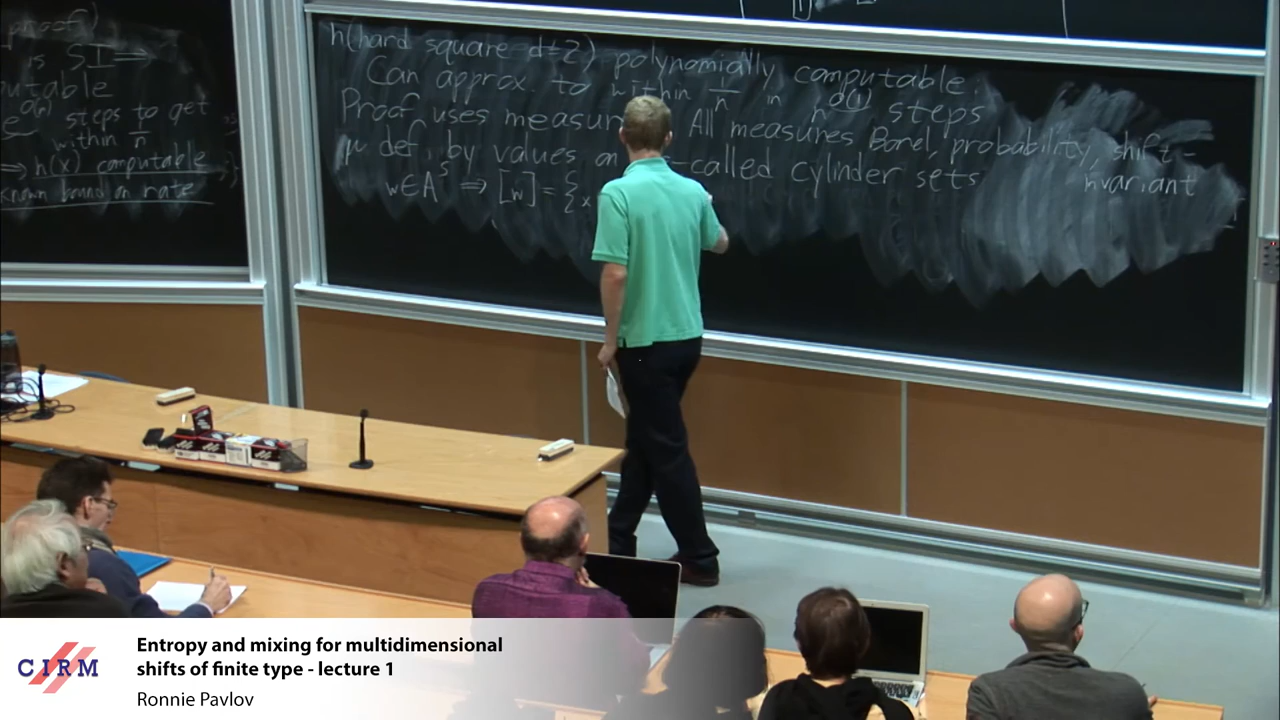 proof)
is SI ⟹
utable
e^{O(n)} steps to get
within 1/n
⟹ h(X) computable
known bound on rate
h(hard square d=2) polynomially computable.
Can approx. to within 1/n in n^{O(1)} steps
Proof uses measur All measures Borel, probability, shift-
invariant
μ def by values on -called cylinder sets
w∈A^S ⟹ [w] = {x
CIRM
Entropy and mixing for multidimensional
shifts of finite type - lecture 1
Ronnie Pavlov